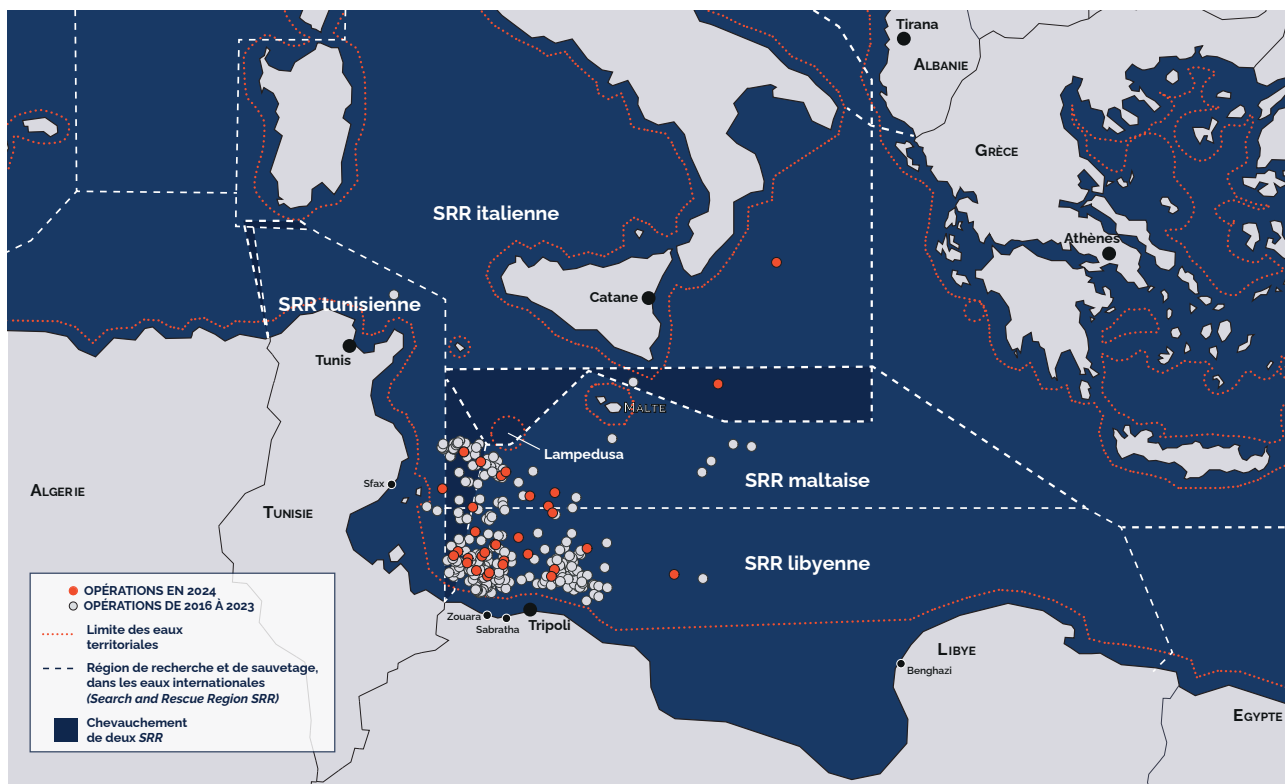 Tirana
ALBANIE
GRÈCE
SRR italienne
Athènes
Catane
SRR tunisienne
Tunis
MALTE
Lampedusa
SRR maltaise
Sfax
ALGERIE
TUNISIE
SRR libyenne
Zouara
Sabratha
Tripoli
LIBYE
Benghazi
EGYPTE
OPÉRATIONS EN 2024
OPÉRATIONS DE 2016 À 2023
Limite des eaux
territoriales
Région de recherche et de sauvetage,
dans les eaux internationales
(Search and Rescue Region SRR)
Chevauchement
de deux SRR